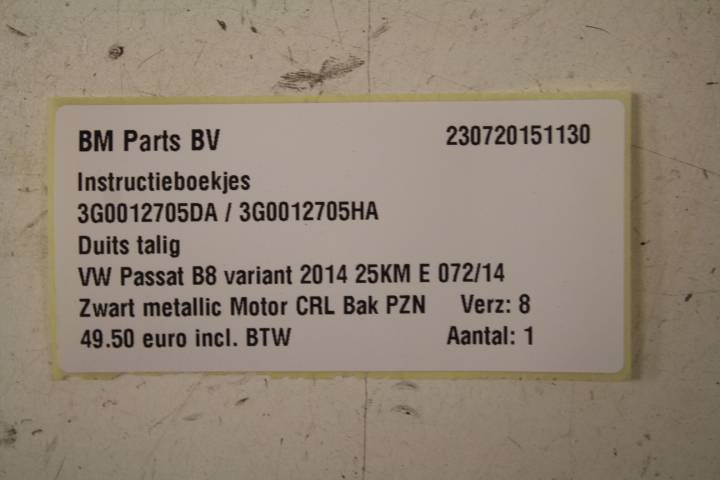 BM Parts BV 230720151130
Instructieboekjes
3G0012705DA / 3G0012705HA
Duits talig
VW Passat B8 variant 2014 25KM E 072/14
Zwart metallic Motor CRL Bak PZN Verz: 8
49.50 euro incl. BTW Aantal: 1